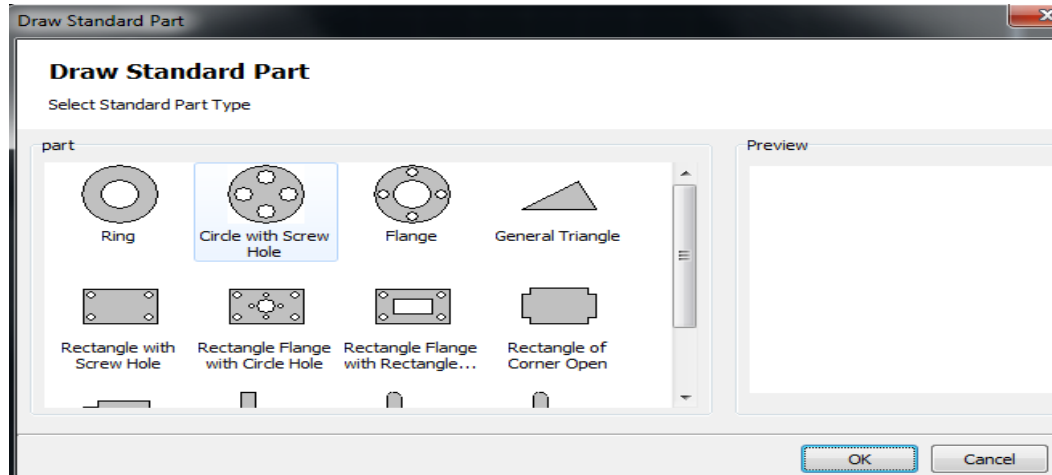 Draw Standard Part
Draw Standard Part
Select Standard Part Type
part
Preview
Ring
Circle with Screw
Hole
Flange
General Triangle
Rectangle with
Screw Hole
Rectangle Flange
with Circle Hole
Rectangle Flange
with Rectangle...
Rectangle of
Corner Open
OK
Cancel